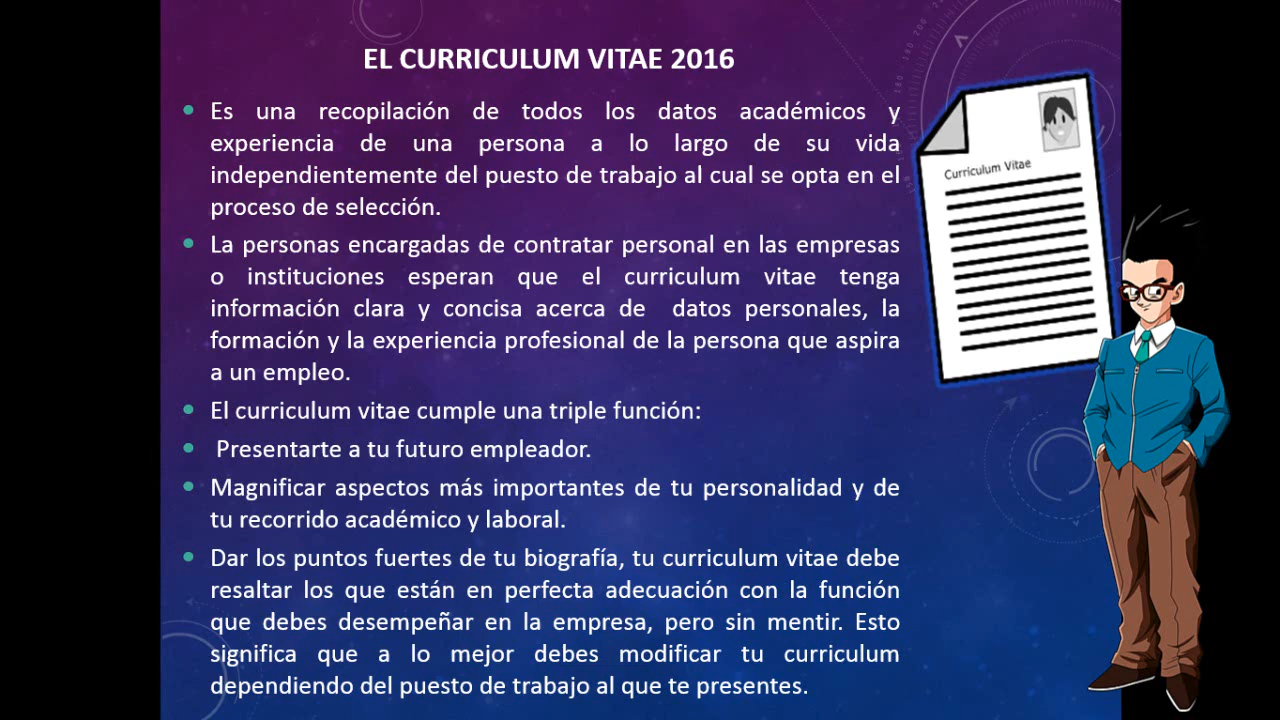 EL CURRICULUM VITAE 2016
Es una recopilación de todos los datos académicos y
experiencia de una persona a lo largo de su vida
independientemente del puesto de trabajo al cual se opta en el
proceso de selección.
La personas encargadas de contratar personal en las empresas
o instituciones esperan que el curriculum vitae tenga
información clara y concisa acerca de datos personales, la
formación y la experiencia profesional de la persona que aspira
a un empleo.
El curriculum vitae cumple una triple función:
Presentarte a tu futuro empleador.
Magnificar aspectos más importantes de tu personalidad y de
tu recorrido académico y laboral.
Dar los puntos fuertes de tu biografía, tu curriculum vitae debe
resaltar los que están en perfecta adecuación con la función
que debes desempeñar en la empresa, pero sin mentir. Esto
significa que a lo mejor debes modificar tu curriculum
dependiendo del puesto de trabajo al que te presentes.
Curriculum Vitae